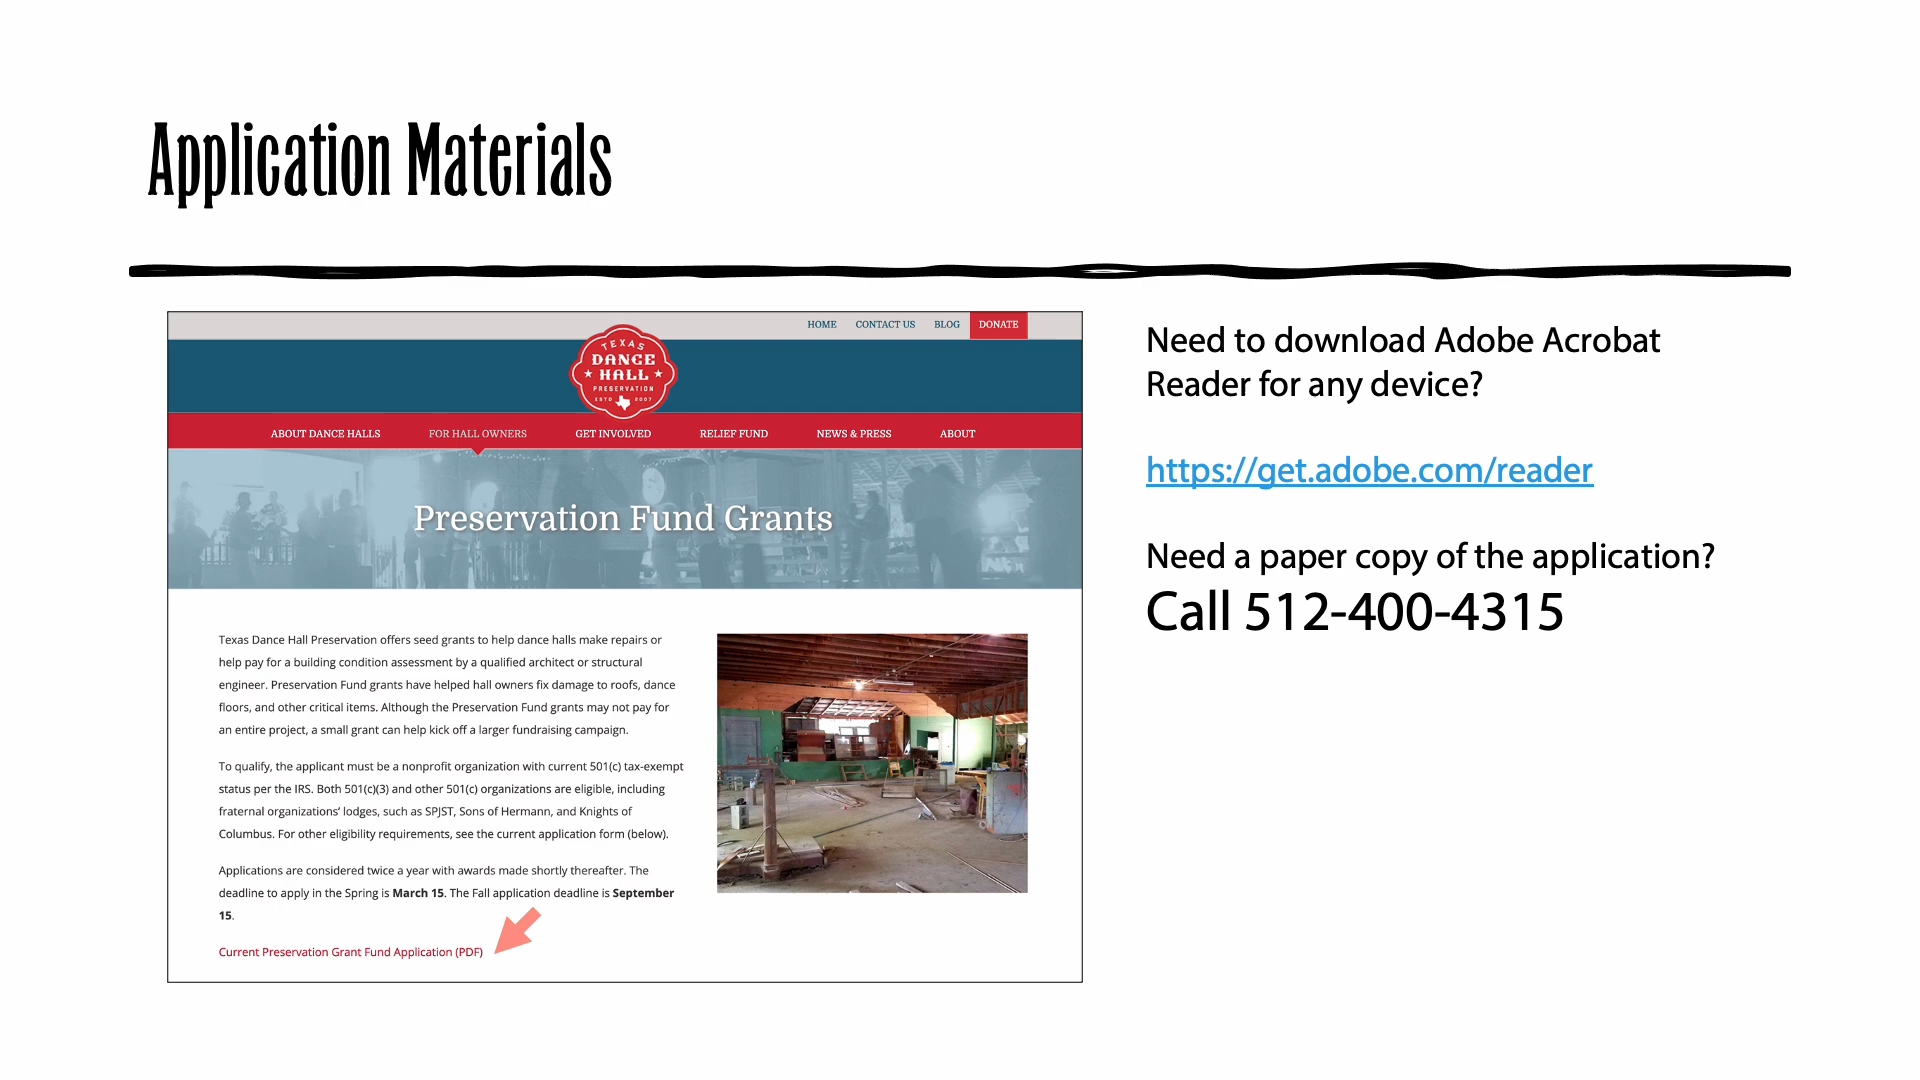 Application Materials
HOME CONTACT US BLOG DONATE
TEXAS
DANCE
HALL
PRESERVATION
ESTD 2007
ABOUT DANCE HALLS FOR HALL OWNERS GET INVOLVED RELIEF FUND NEWS & PRESS ABOUT
Preservation Fund Grants
Texas Dance Hall Preservation offers seed grants to help dance halls make repairs or
help pay for a building condition assessment by a qualified architect or structural
engineer. Preservation Fund grants have helped hall owners fix damage to roofs, dance
floors, and other critical items. Although the Preservation Fund grants may not pay for
an entire project, a small grant can help kick off a larger fundraising campaign.
To qualify, the applicant must be a nonprofit organization with current 501(c) tax-exempt
status per the IRS. Both 501(c)(3) and other 501(c) organizations are eligible, including
fraternal organizations’ lodges, such as SPJST, Sons of Hermann, and Knights of
Columbus. For other eligibility requirements, see the current application form (below).
Applications are considered twice a year with awards made shortly thereafter. The
deadline to apply in the Spring is March 15. The Fall application deadline is September
15.
Current Preservation Grant Fund Application (PDF)
Need to download Adobe Acrobat
Reader for any device?
https://get.adobe.com/reader
Need a paper copy of the application?
Call 512-400-4315